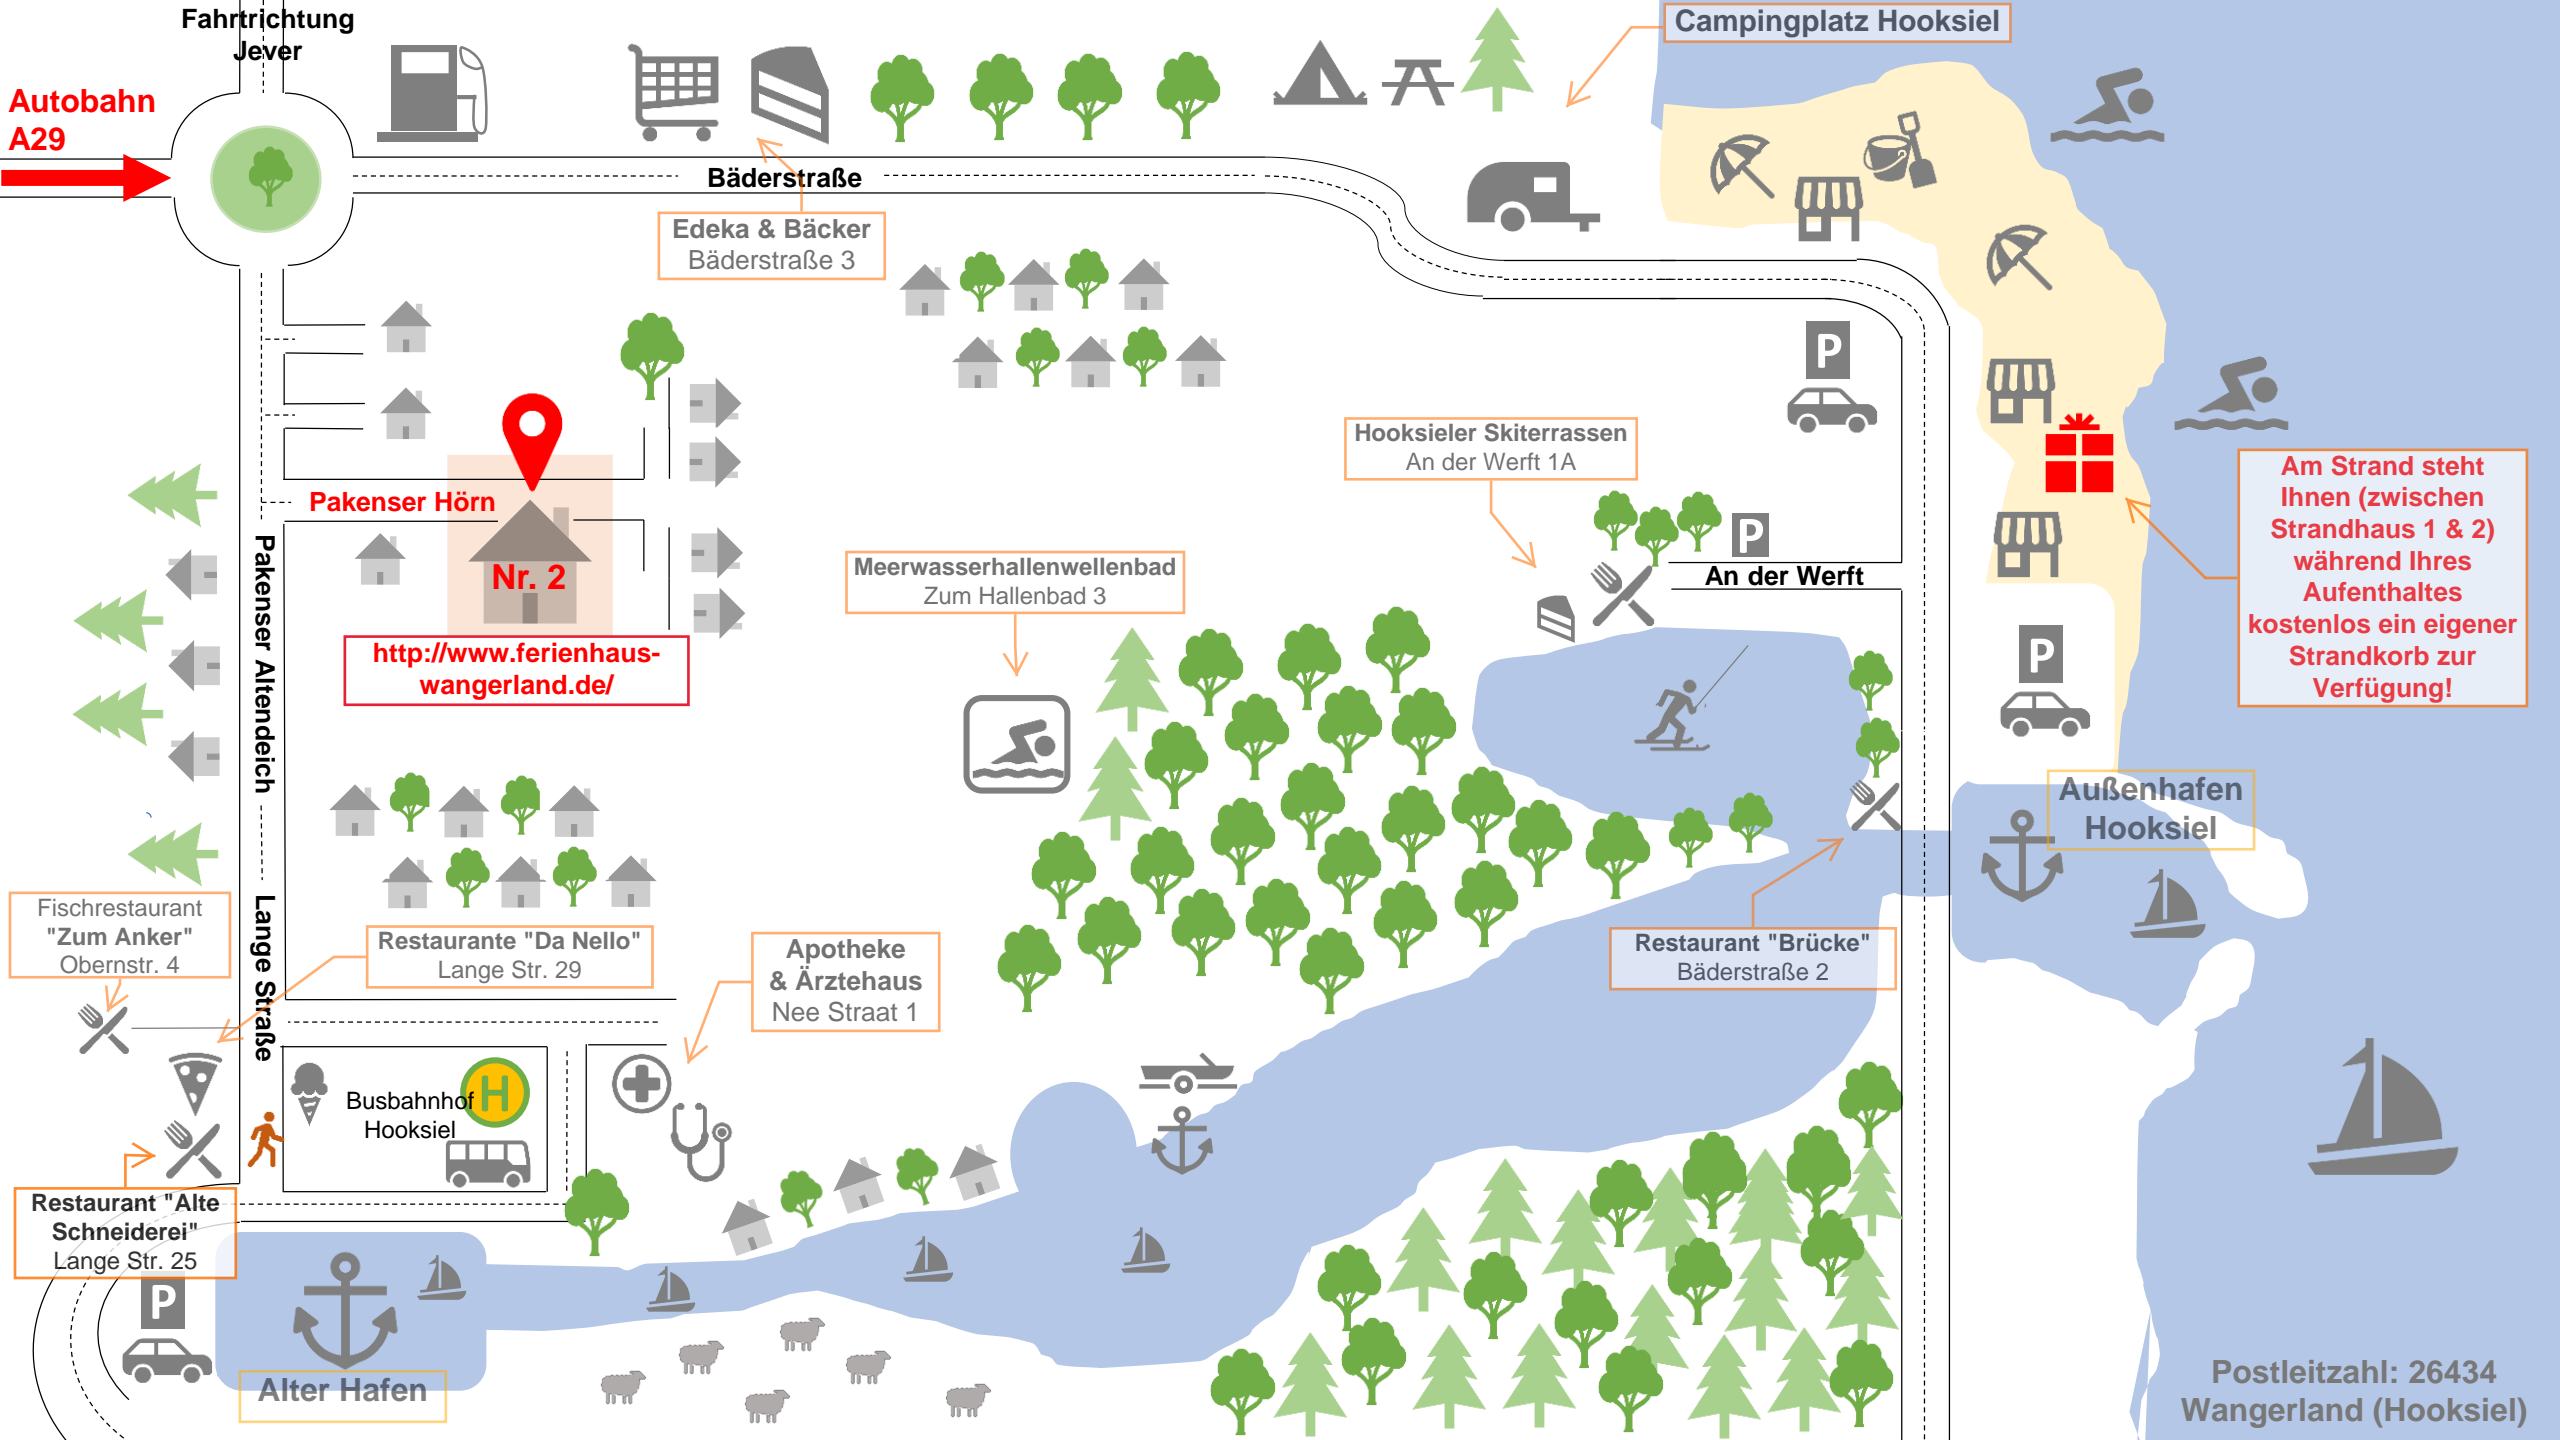 Fahrtrichtung
Jever
Autobahn
A29
Campingplatz Hooksiel
Bäderstraße
Edeka & Bäcker
Bäderstraße 3
P
Hooksieler Skiterrassen
An der Werft 1A
Am Strand steht
Ihnen (zwischen
Strandhaus 1 & 2)
während Ihres
Aufenthaltes
kostenlos ein eigener
Strandkorb zur
Verfügung!
Pakenser Hörn
Nr. 2
http://www.ferienhaus-
wangerland.de/
Pakenser Altendeich
Meerwasserhallenwellenbad
Zum Hallenbad 3
P
An der Werft
P
Außenhafen
Hooksiel
Fischrestaurant
"Zum Anker"
Obernstr. 4
Lange Straße
Restaurante "Da Nello"
Lange Str. 29
Apotheke
& Ärztehaus
Nee Straat 1
Restaurant "Brücke"
Bäderstraße 2
Busbahnhof
Hooksiel
H
Restaurant "Alte
Schneiderei"
Lange Str. 25
P
Alter Hafen
Postleitzahl: 26434
Wangerland (Hooksiel)